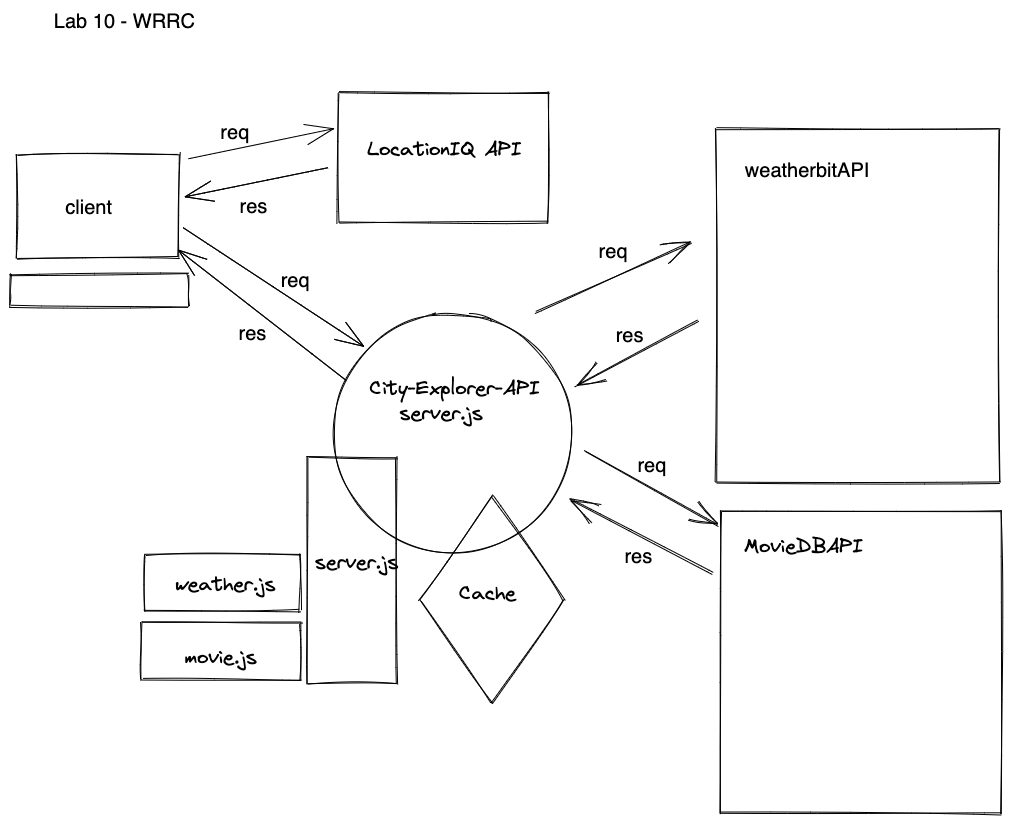 Lab 10 - WRRC
req
LocationIQ API
weatherbitAPI
client
res
req
req
res
res
City-Explorer-API
server.js
req
MovieDBAPI
res
server.js
weather.js
Cache
movie.js